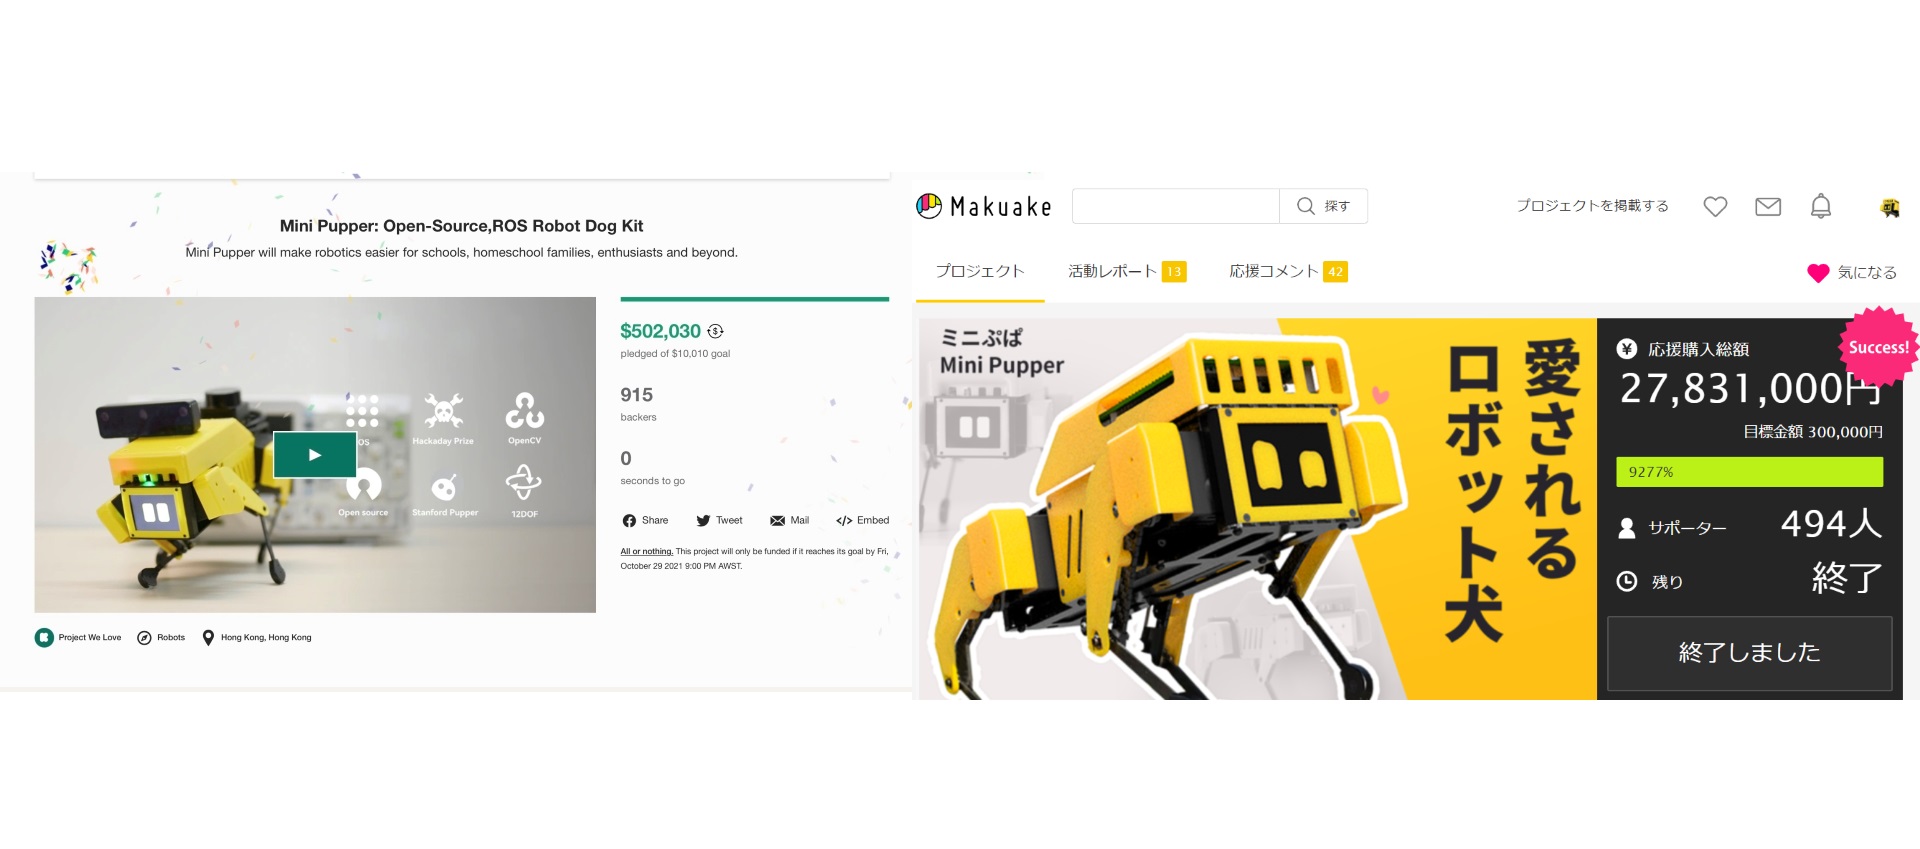 Mini Pupper: Open-Source,ROS Robot Dog Kit
Mini Pupper will make robotics easier for schools, homeschool families, enthusiasts and beyond.
Hackaday Prize
OpenCV
Open source
Stanford Pupper
12DOF
$502,030
pledged of $10,010 goal
915
backers
0
seconds to go
Share
Tweet
Mail
Embed
All or nothing. This project will only be funded if it reaches its goal by Fri,
October 29 2021 9:00 PM AWST.
Project We Love
Robots
Hong Kong, Hong Kong
Makuake
探す
プロジェクトを掲載する
プロジェクト
活動レポート 13
応援コメント 42
気になる
ミニぷぱ
Mini Pupper
愛される
ロボット犬
Success!
応援購入総額
27,831,000円
目標金額 300,000円
9277%
サポーター
494人
残り
終了
終了しました